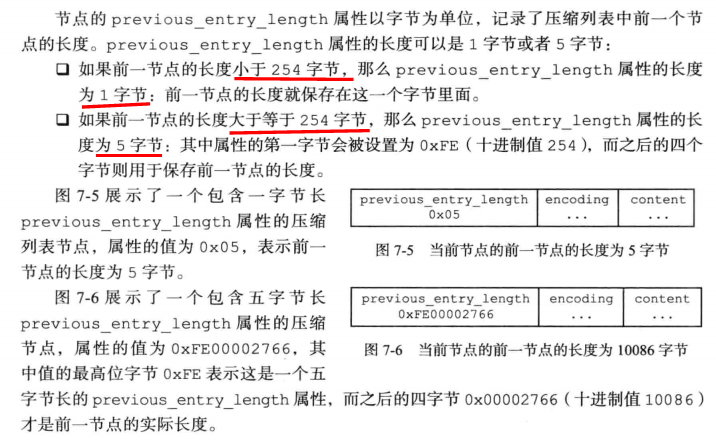 节点的 previous_entry_length 属性以字节为单位，记录了压缩列表中前一个节
点的长度。previous_entry_length 属性的长度可以是 1 字节或者 5 字节：
❑ 如果前一节点的长度小于 254 字节，那么 previous_entry_length 属性的长度
为 1 字节：前一节点的长度就保存在这一个字节里面。
❑ 如果前一节点的长度大于等于 254 字节，那么 previous_entry_length 属性的长
度为 5 字节：其中属性的第一字节会被设置为 0xFE（十进制值 254），而之后的四个
字节则用于保存前一节点的长度。
图 7-5 展示了一个包含一字节长
previous_entry_length 属性的压缩
列表节点，属性的值为 0x05，表示前一
节点的长度为 5 字节。
previous_entry_length encoding content
0x05 ... ...
图 7-5 当前节点的前一节点的长度为 5 字节
图 7-6 展示了一个包含五字节长
previous_entry_length 属性的压缩
节点，属性的值为 0xFE00002766，其
中值的最高位字节 0xFE 表示这是一个五
previous_entry_length encoding content
0xFE00002766 ... ...
图 7-6 当前节点的前一节点的长度为 10086 字节
字节长的 previous_entry_length 属性，而之后的四字节 0x00002766（十进制值 10086）
才是前一节点的实际长度。